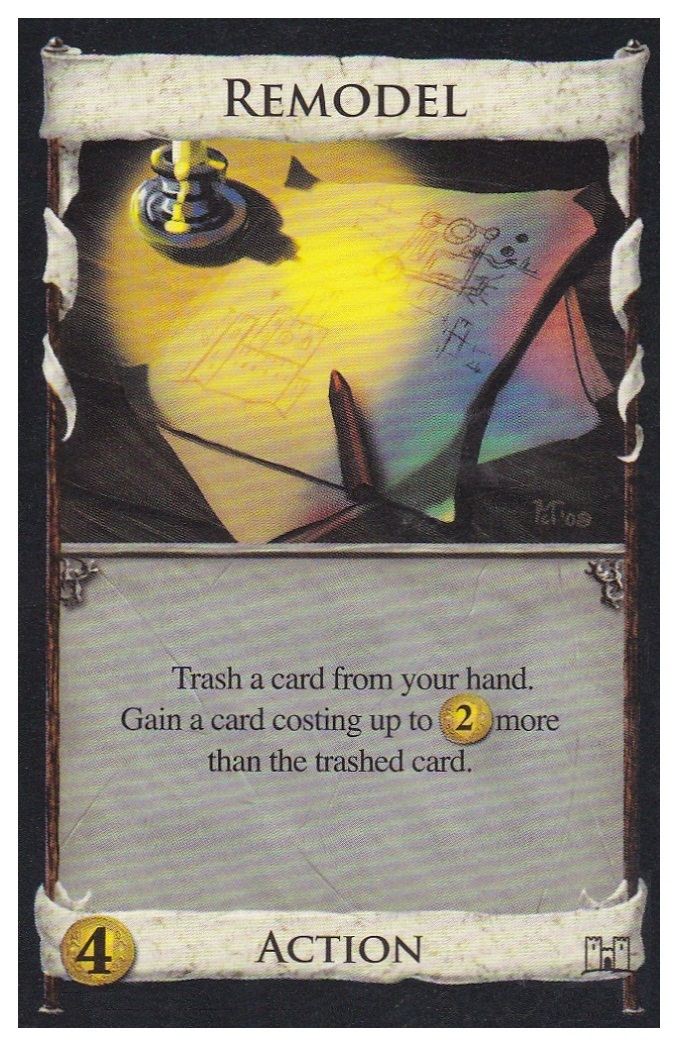 REMODEL
Trash a card from your hand.
Gain a card costing up to 2 more
than the trashed card.
4 ACTION